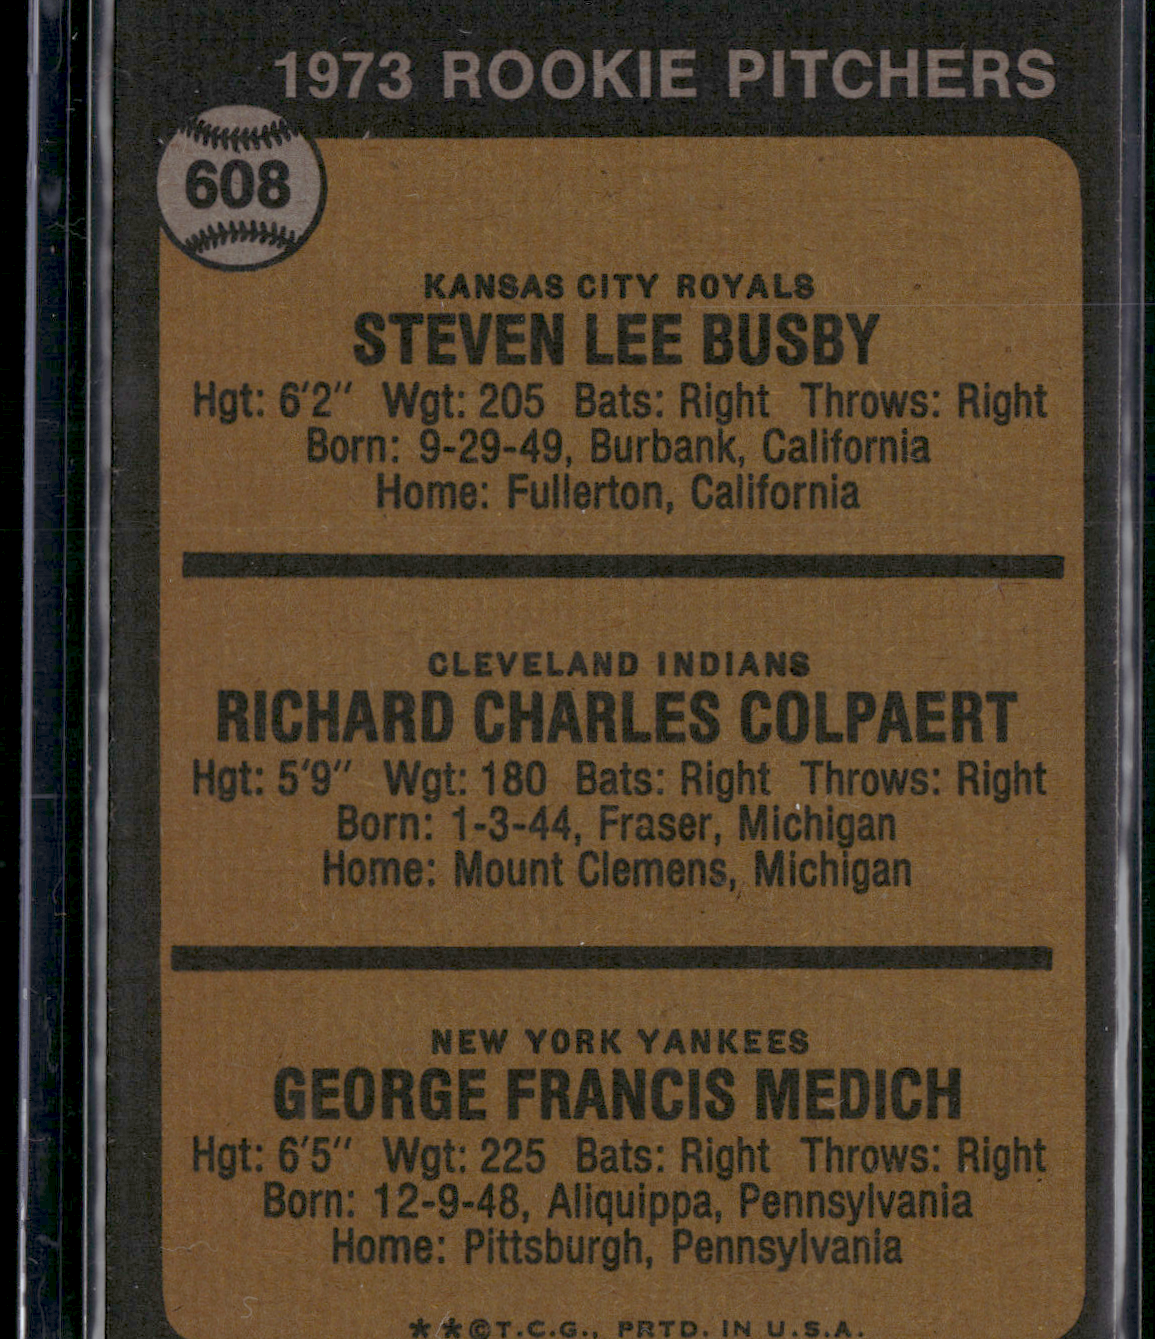 1973 ROOKIE PITCHERS
608
KANSAS CITY ROYALS
STEVEN LEE BUSBY
Hgt: 6'2" Wgt: 205 Bats: Right Throws: Right
Born: 9-29-49, Burbank, California
Home: Fullerton, California
CLEVELAND INDIANS
RICHARD CHARLES COLPAERT
Hgt: 5'9" Wgt: 180 Bats: Right Throws: Right
Born: 1-3-44, Fraser, Michigan
Home: Mount Clemens, Michigan
NEW YORK YANKEES
GEORGE FRANCIS MEDICH
Hgt: 6'5" Wgt: 225 Bats: Right Throws: Right
Born: 12-9-48, Aliquippa, Pennsylvania
Home: Pittsburgh, Pennsylvania
**©T.C.G., PRTD. IN U.S.A.